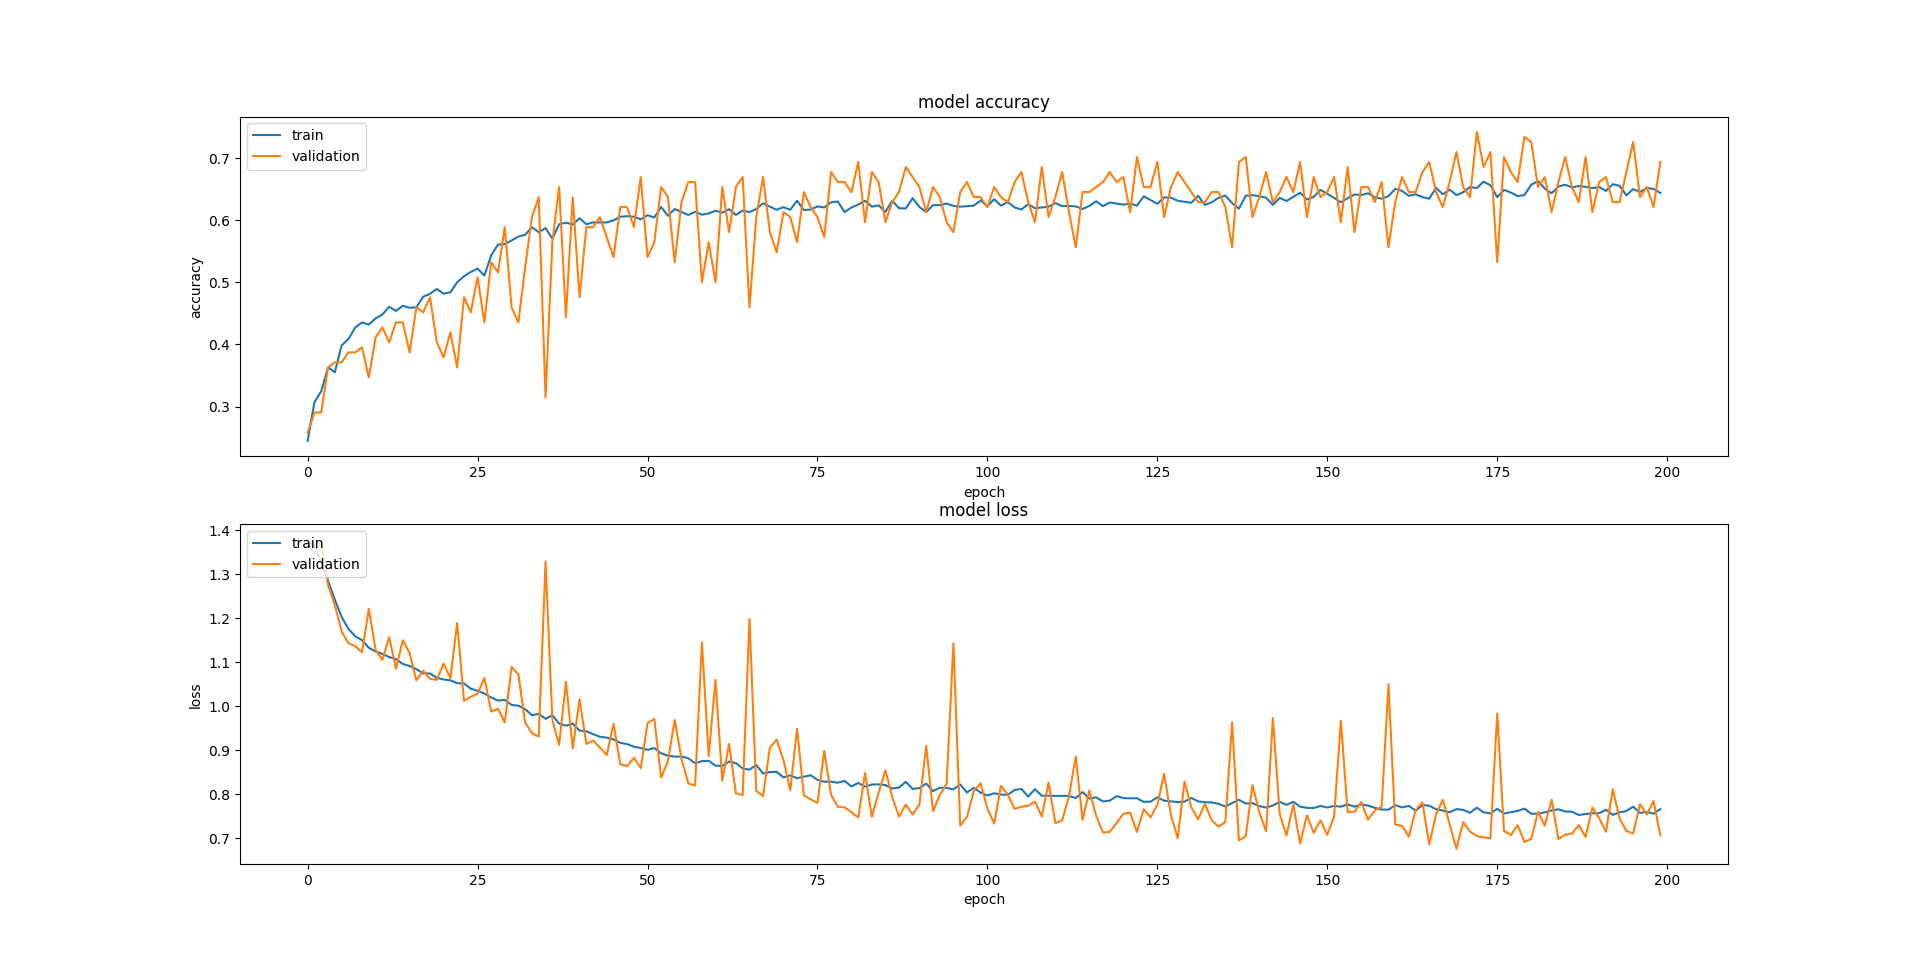 model accuracy
train
validation
0.7
0.6
0.5
0.4
0.3
accuracy
0 25 50 75 100 125 150 175 200
epoch
model loss
train
validation
1.4
1.3
1.2
1.1
1.0
0.9
0.8
0.7
loss
0 25 50 75 100 125 150 175 200
epoch